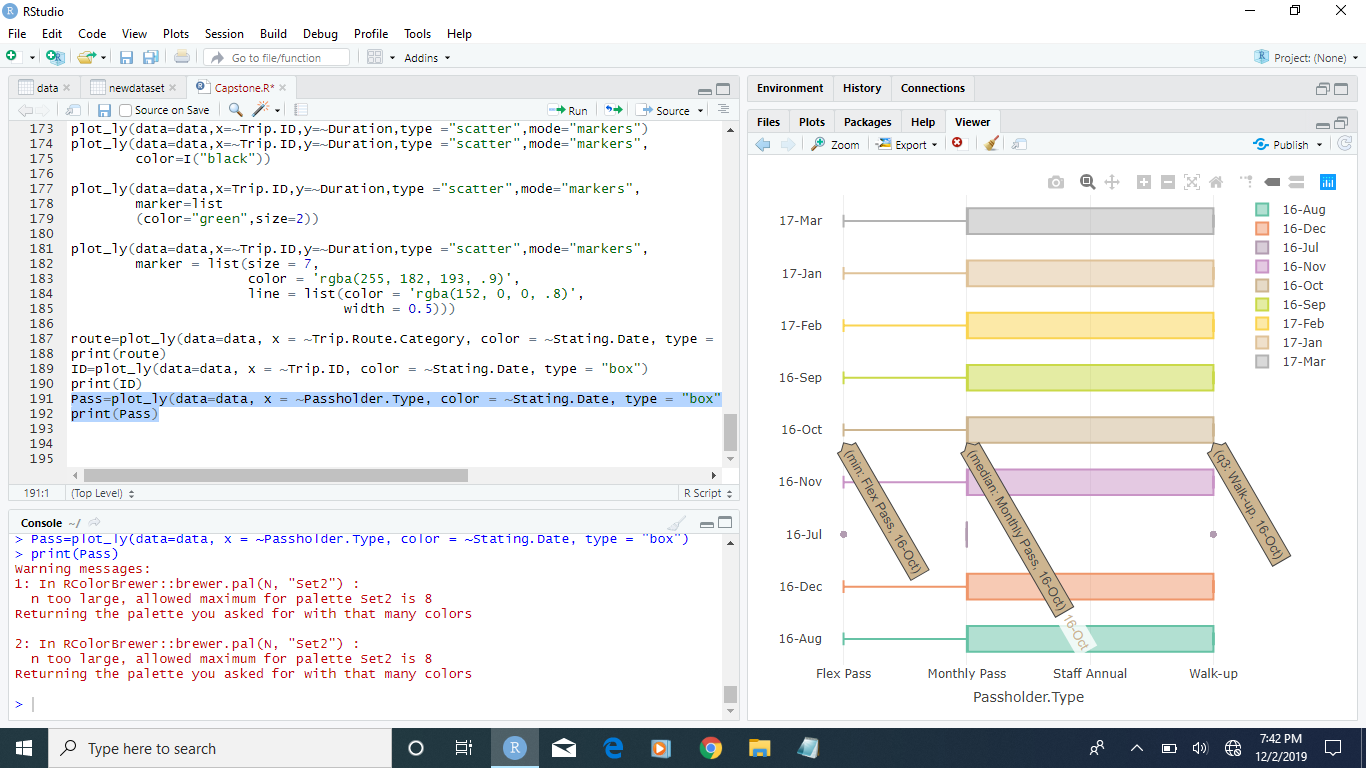 RStudio
File Edit Code View Plots Session Build Debug Profile Tools Help
Go to file/function Addins Project: (None)
data newdataset Capstone.R*
Source on Save Run Source
173 plot_ly(data=data,x=~Trip.ID,y=~Duration,type ="scatter",mode="markers")
174 plot_ly(data=data,x=~Trip.ID,y=~Duration,type ="scatter",mode="markers",
175 color=I("black"))
176
177 plot_ly(data=data,x=Trip.ID,y=~Duration,type ="scatter",mode="markers",
178 marker=list
179 (color="green",size=2))
180
181 plot_ly(data=data,x=~Trip.ID,y=~Duration,type ="scatter",mode="markers",
182 marker = list(size = 7,
183 color = 'rgba(255, 182, 193, .9)',
184 line = list(color = 'rgba(152, 0, 0, .8)',
185 width = 0.5)))
186
187 route=plot_ly(data=data, x = ~Trip.Route.Category, color = ~Stating.Date, type =
188 print(route)
189 ID=plot_ly(data=data, x = ~Trip.ID, color = ~Stating.Date, type = "box")
190 print(ID)
191 Pass=plot_ly(data=data, x = ~Passholder.Type, color = ~Stating.Date, type = "box"
192 print(Pass)
193
194
195
191:1 (Top Level) R Script
Console ~/
> Pass=plot_ly(data=data, x = ~Passholder.Type, color = ~Stating.Date, type = "box")
> print(Pass)
Warning messages:
1: In RColorBrewer::brewer.pal(N, "Set2") :
n too large, allowed maximum for palette Set2 is 8
Returning the palette you asked for with that many colors
2: In RColorBrewer::brewer.pal(N, "Set2") :
n too large, allowed maximum for palette Set2 is 8
Returning the palette you asked for with that many colors
>
Environment History Connections
Files Plots Packages Help Viewer
Zoom Export Publish
17-Mar
17-Jan
17-Feb
16-Sep
16-Oct
16-Nov
16-Jul
16-Dec
16-Aug
(min: Flex Pass, 16-Oct)
(median: Monthly Pass, 16-Oct)
16-Oct
(q3: Walk-up, 16-Oct)
Flex Pass Monthly Pass Staff Annual Walk-up
Passholder.Type
16-Aug
16-Dec
16-Jul
16-Nov
16-Oct
16-Sep
17-Feb
17-Jan
17-Mar
Type here to search
7:42 PM
12/2/2019